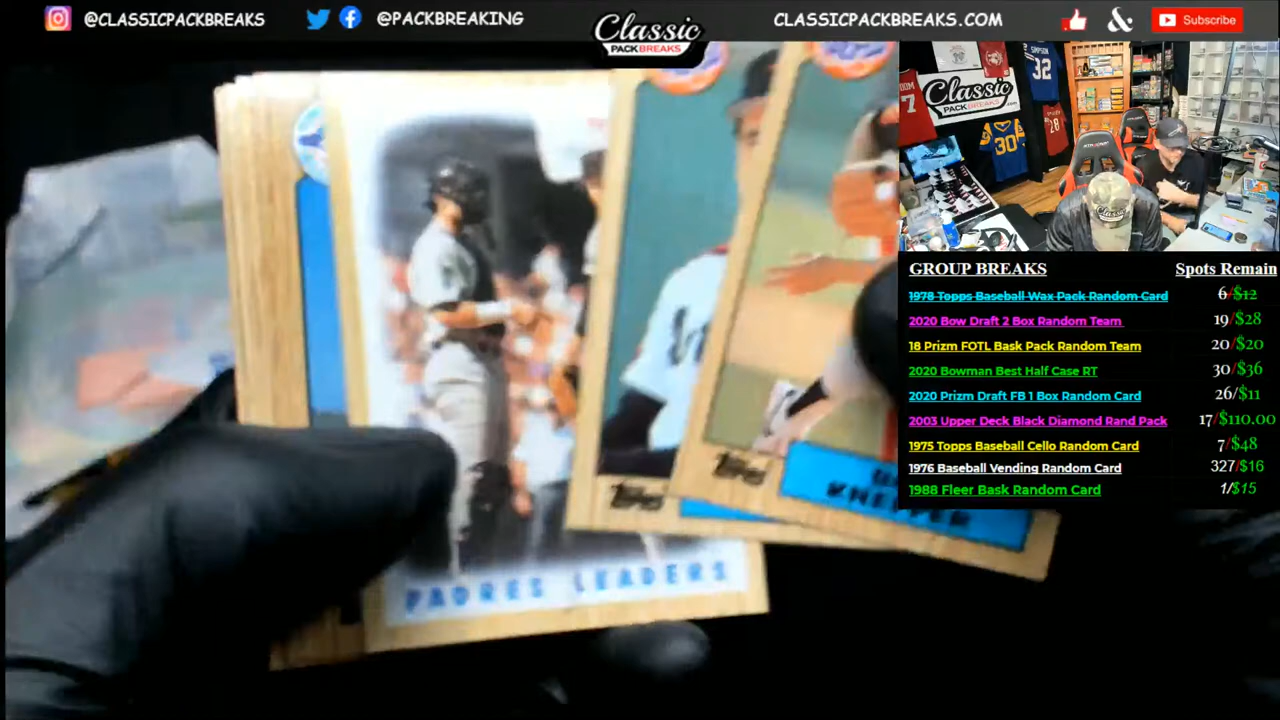 @CLASSICPACKBREAKS
@PACKBREAKING
Classic
PACK BREAKS
CLASSICPACKBREAKS.COM
&
Subscribe
Classic
PACK BREAKS
32
30
28
7
GROUP BREAKS Spots Remain
1978 Topps Baseball Wax Pack Random Card 6/$12
2020 Bow Draft 2 Box Random Team 19/$28
18 Prizm FOTL Bask Pack Random Team 20/$20
2020 Bowman Best Half Case RT 30/$36
2020 Prizm Draft FB 1 Box Random Card 26/$11
2003 Upper Deck Black Diamond Rand Pack 17/$110.00
1975 Topps Baseball Cello Random Card 7/$48
1976 Baseball Vending Random Card 327/$16
1988 Fleer Bask Random Card 1/$15
Topps
Topps
KNEPPER
PADRES LEADERS